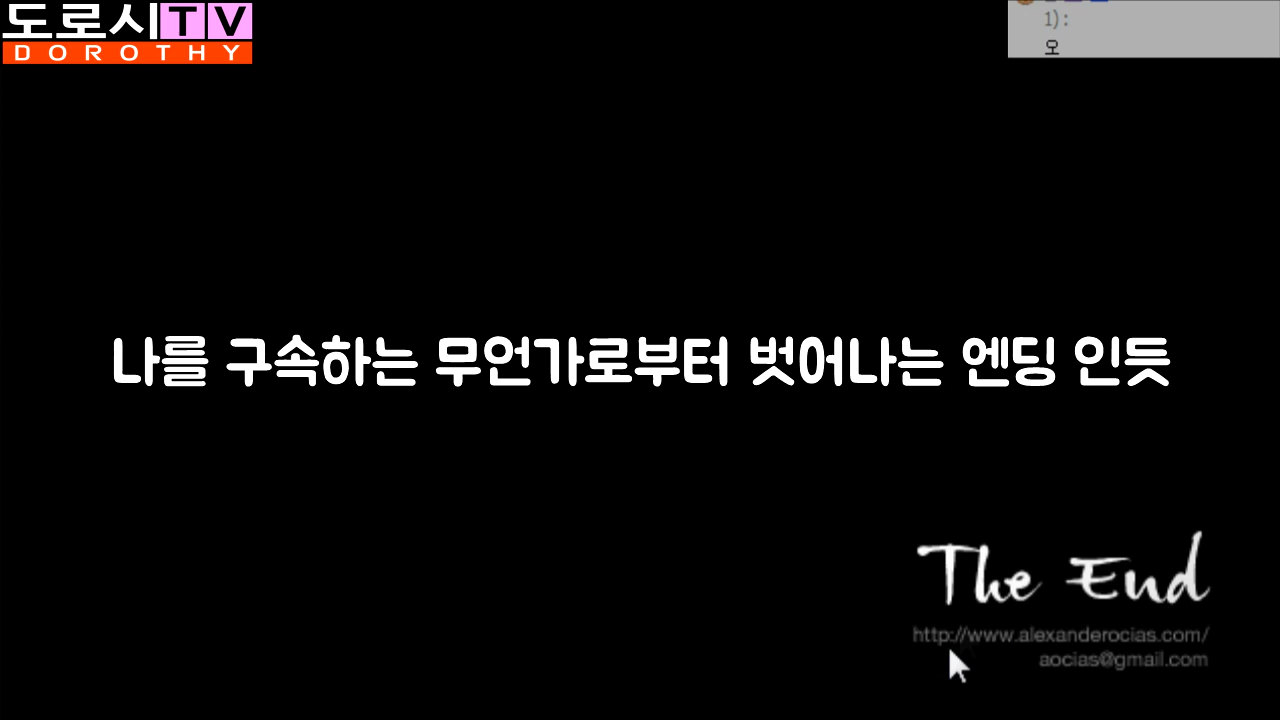 도로시TV
DOROTHY
1):
오
나를 구속하는 무언가로부터 벗어나는 엔딩 인듯
The End
http://www.alexanderocias.com/
aocias@gmail.com